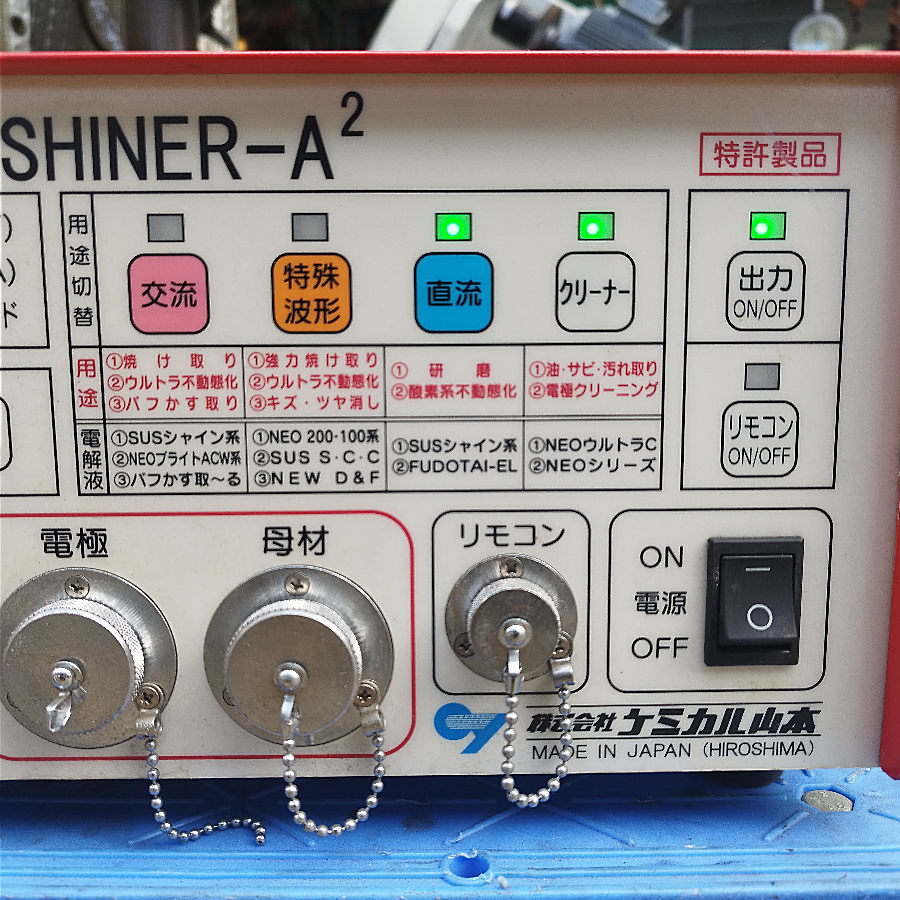 SHINER-A²
特許製品
用途切替
交流
特殊
波形
直流
クリーナー
出力
ON/OFF
ド
用途
①焼け取り
②ウルトラ不動態化
③バフかす取り
①強力焼け取り
②ウルトラ不動態化
③キズ・ツヤ消し
①研磨
②酸素系不動態化
①油・サビ・汚れ取り
②電極クリーニング
リモコン
ON/OFF
電解液
①SUSシャイン系
②NEOブライトACW系
③バフかす取~る
①NEO 200・100系
②SUS S・C・C
③NEW D&F
①SUSシャイン系
②FUDOTAI-EL
①NEOウルトラC
②NEOシリーズ
電極
母材
リモコン
ON
電源
OFF
株式会社 ケミカル山本
MADE IN JAPAN (HIROSHIMA)